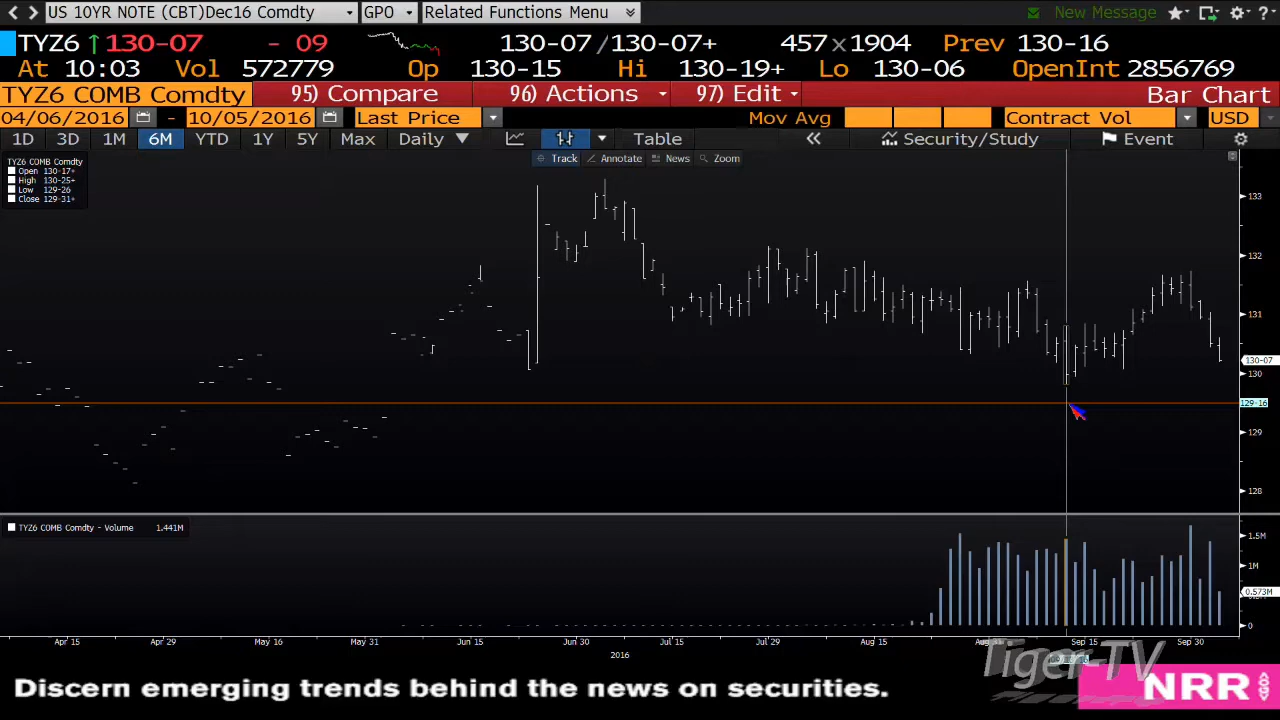 US 10YR NOTE (CBT)Dec16 Comdty GPO Related Functions Menu New Message
TYZ6 ↑130-07 - 09 130-07/130-07+ 457x1904 Prev 130-16
At 10:03 Vol 572779 Op 130-15 Hi 130-19+ Lo 130-06 OpenInt 2856769
TYZ6 COMB Comdty 95) Compare 96) Actions 97) Edit Bar Chart
04/06/2016 - 10/05/2016 Last Price Mov Avg Contract Vol USD
1D 3D 1M 6M YTD 1Y 5Y Max Daily ▼ Table « Security/Study Event
Track Annotate News Zoom
TYZ6 COMB Comdty
Open 130-17+
High 130-25+
Low 129-26
Close 129-31+
133
132
131
130-07
130
129-16
129
128
TYZ6 COMB Comdty - Volume 1.441M
1.5M
1M
0.573M
0
Apr 15 Apr 29 May 16 May 31 Jun 15 Jun 30 Jul 15 Jul 29 Aug 15 Sep 15 Sep 30
2016
Tiger-TV
Discern emerging trends behind the news on securities.
NRR